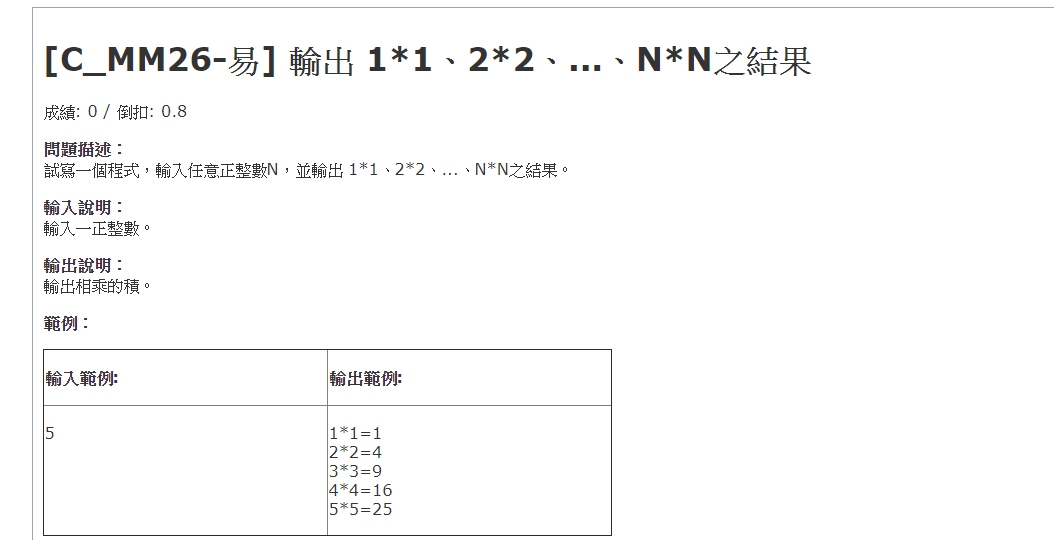 [C_MM26-易] 輸出 1*1、2*2、...、N*N之結果
成績: 0 / 倒扣: 0.8
問題描述：
試寫一個程式，輸入任意正整數N，並輸出 1*1、2*2、...、N*N之結果。
輸入說明：
輸入一正整數。
輸出說明：
輸出相乘的積。
範例：
輸入範例:
輸出範例:
5
1*1=1
2*2=4
3*3=9
4*4=16
5*5=25